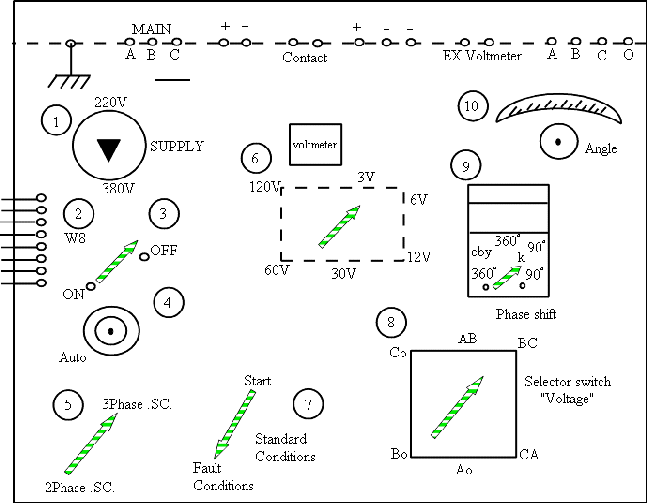 MAIN
+ -
+ - -
A B C
Contact
EX Voltmeter
A B C O
220V
1
SUPPLY
380V
10
Angle
6
voltmeter
9
120V
3V
6V
12V
30V
60V
2
3
W8
OFF
ON
4
Auto
cby
360°
90°
k
360°
90°
Phase shift
8
Co
AB
BC
Selector switch
"Voltage"
Bo
Ao
CA
5
3Phase .SC.
2Phase .SC.
Start
7
Standard
Conditions
Fault
Conditions